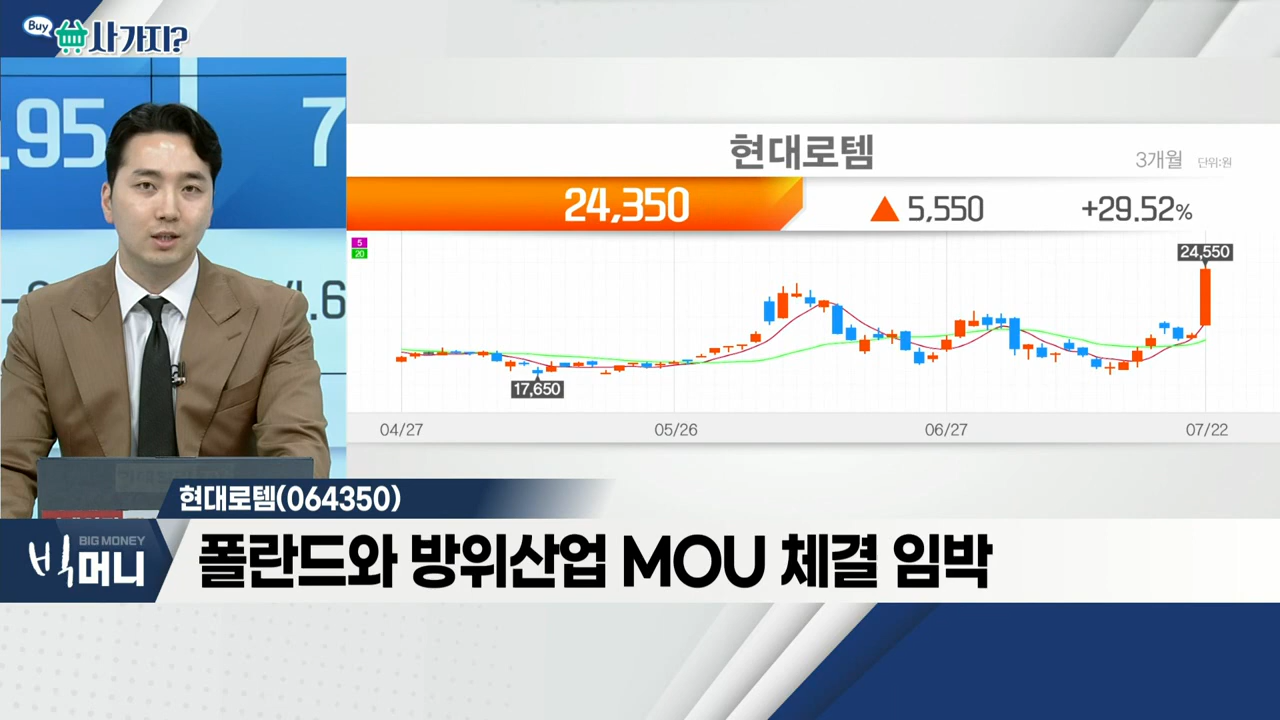 Buy
사가지?
.95
7
현대로템
3개월 단위:원
24,350 ▲ 5,550 +29.52%
5
20
24,550
17,650
04/27 05/26 06/27 07/22
현대로템(064350)
BIG MONEY
빅머니
폴란드와 방위산업 MOU 체결 임박